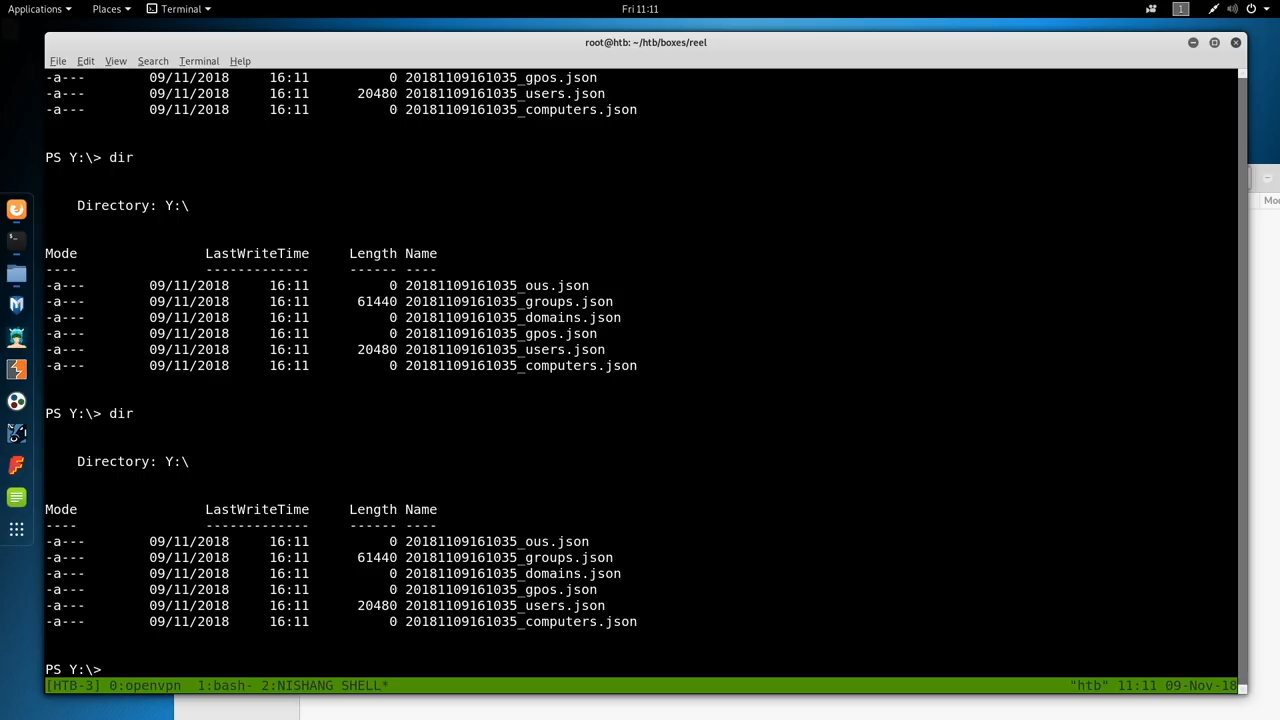 Applications Places Terminal Fri 11:11 1
root@htb: ~/htb/boxes/reel
File Edit View Search Terminal Help
-a--- 09/11/2018 16:11 0 20181109161035_gpos.json
-a--- 09/11/2018 16:11 20480 20181109161035_users.json
-a--- 09/11/2018 16:11 0 20181109161035_computers.json
PS Y:\> dir
Directory: Y:\
Mode LastWriteTime Length Name
---- ------------- ------ ----
-a--- 09/11/2018 16:11 0 20181109161035_ous.json
-a--- 09/11/2018 16:11 61440 20181109161035_groups.json
-a--- 09/11/2018 16:11 0 20181109161035_domains.json
-a--- 09/11/2018 16:11 0 20181109161035_gpos.json
-a--- 09/11/2018 16:11 20480 20181109161035_users.json
-a--- 09/11/2018 16:11 0 20181109161035_computers.json
PS Y:\> dir
Directory: Y:\
Mode LastWriteTime Length Name
---- ------------- ------ ----
-a--- 09/11/2018 16:11 0 20181109161035_ous.json
-a--- 09/11/2018 16:11 61440 20181109161035_groups.json
-a--- 09/11/2018 16:11 0 20181109161035_domains.json
-a--- 09/11/2018 16:11 0 20181109161035_gpos.json
-a--- 09/11/2018 16:11 20480 20181109161035_users.json
-a--- 09/11/2018 16:11 0 20181109161035_computers.json
PS Y:\>
[HTB-3] 0:openvpn 1:bash- 2:NISHANG SHELL* "htb" 11:11 09-Nov-18